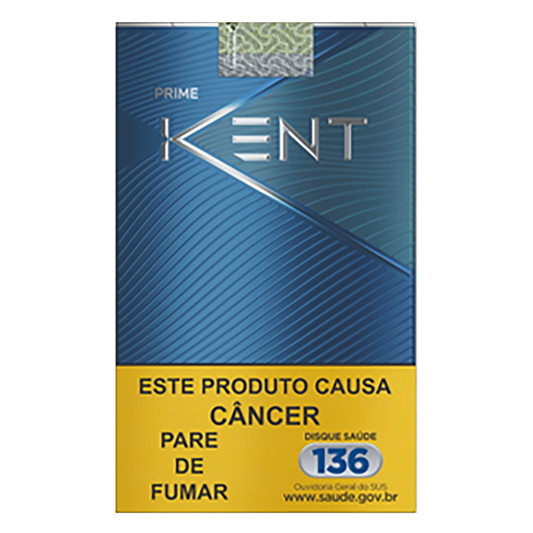 PRIME
KENT
ESTE PRODUTO CAUSA
CÂNCER
PARE
DE
FUMAR
DISQUE SAÚDE
136
Ouvidoria Geral do SUS
www.saude.gov.br